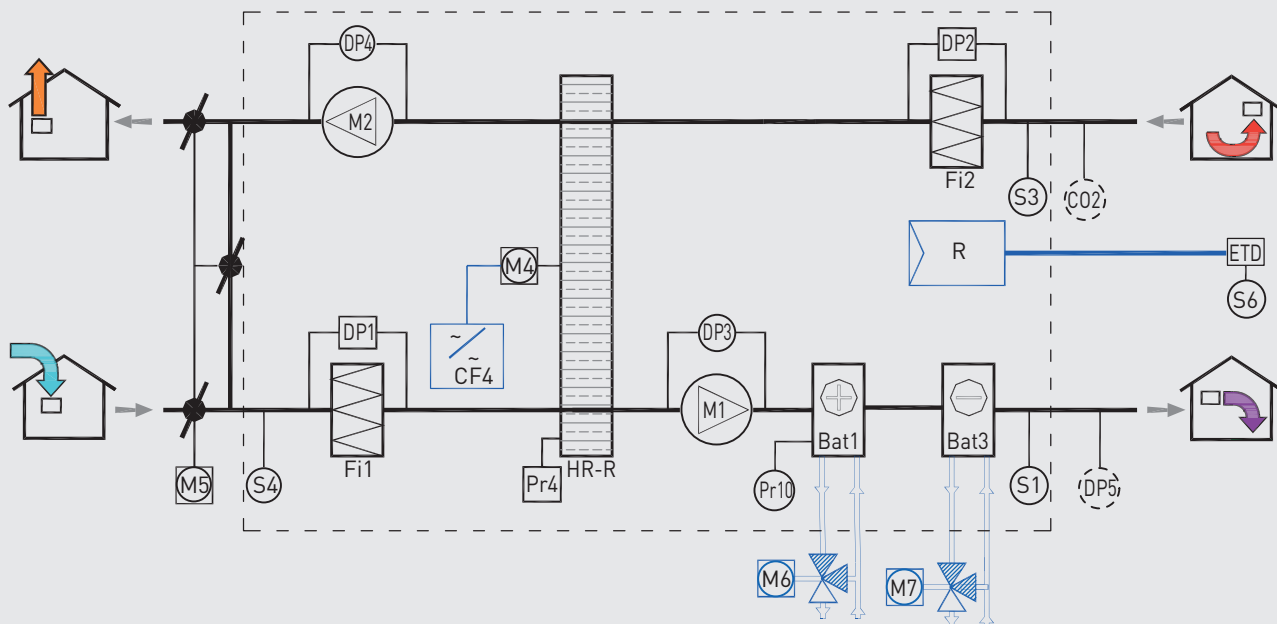 DP4
DP2
M2
Fi2
S3
CO2
R
ETD
M4
S6
DP1
DP3
~
~
CF4
M1
Bat1
Bat3
Fi1
HR-R
M5
S4
Pr4
Pr10
S1
DP5
M6
M7